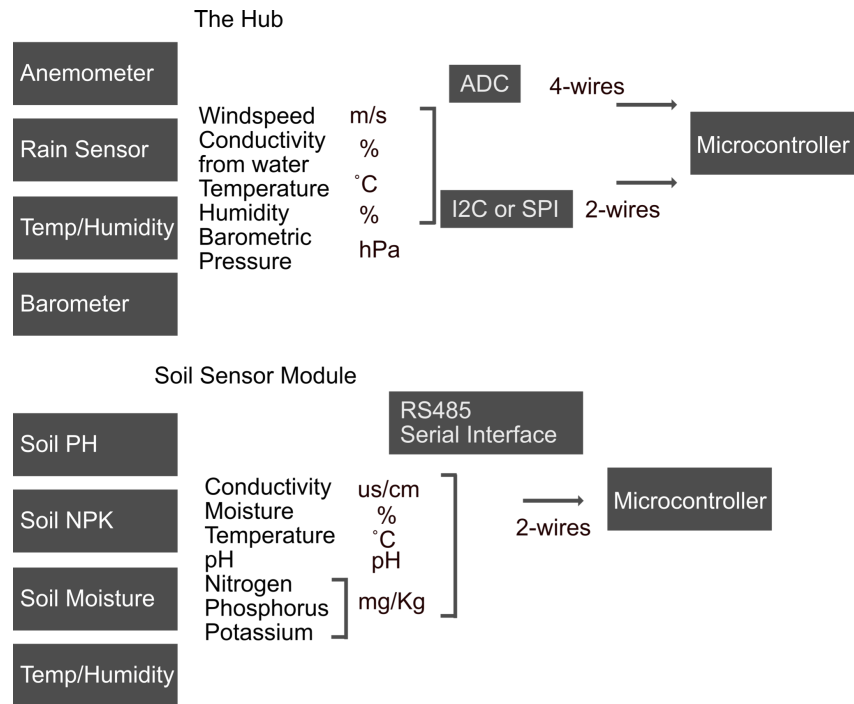 The Hub
Anemometer
Rain Sensor
Temp/Humidity
Barometer
Windspeed m/s
Conductivity
from water %
Temperature °C
Humidity %
Barometric
Pressure hPa
ADC 4-wires
I2C or SPI 2-wires
Microcontroller
Soil Sensor Module
Soil PH
Soil NPK
Soil Moisture
Temp/Humidity
RS485
Serial Interface
Conductivity us/cm
Moisture %
Temperature °C
pH pH
Nitrogen
Phosphorus mg/Kg
Potassium
2-wires
Microcontroller